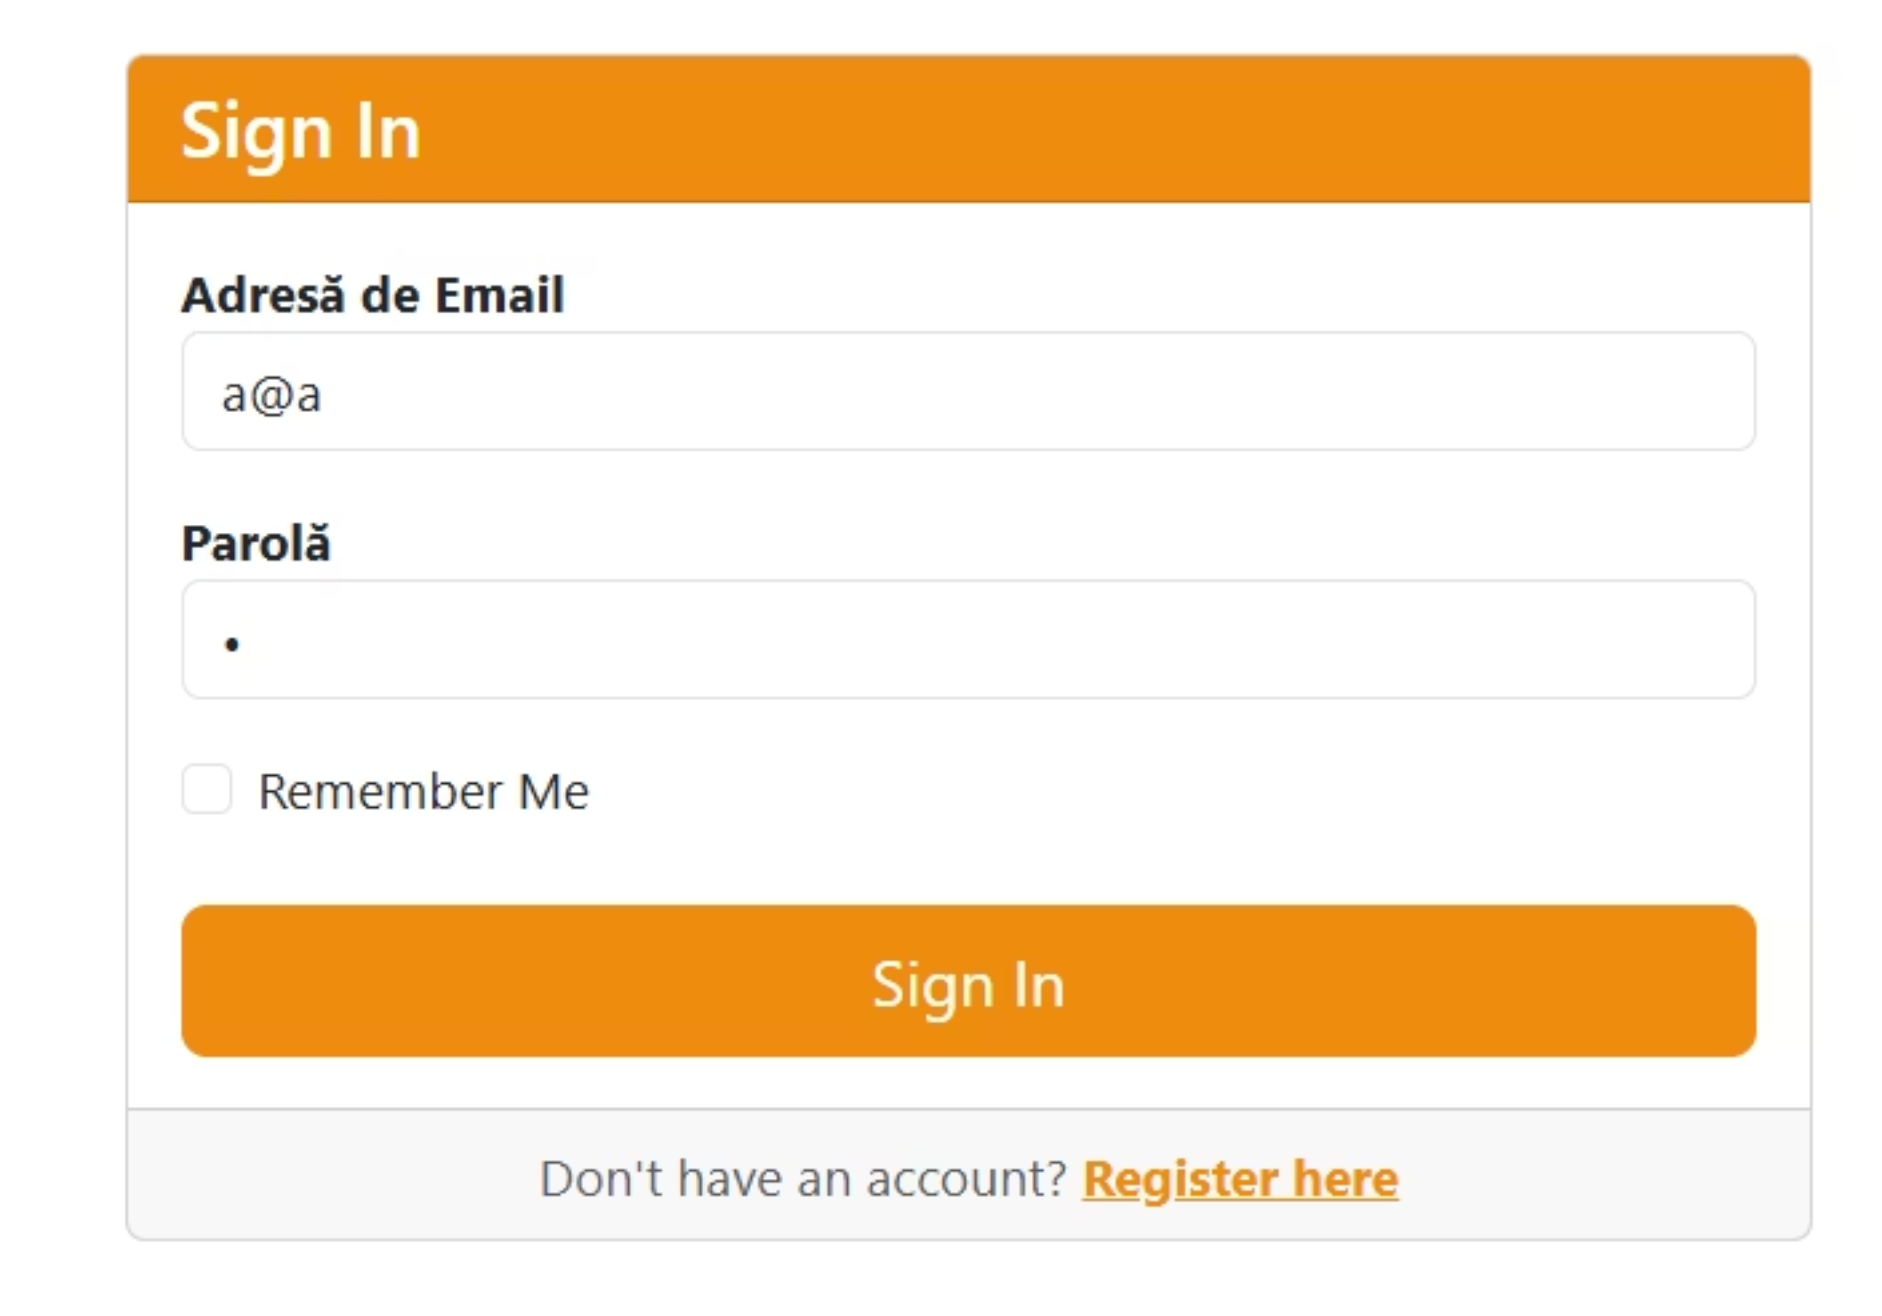 Sign In
Adresă de Email
a@a
Parolă
•
Remember Me
Sign In
Don't have an account? Register here